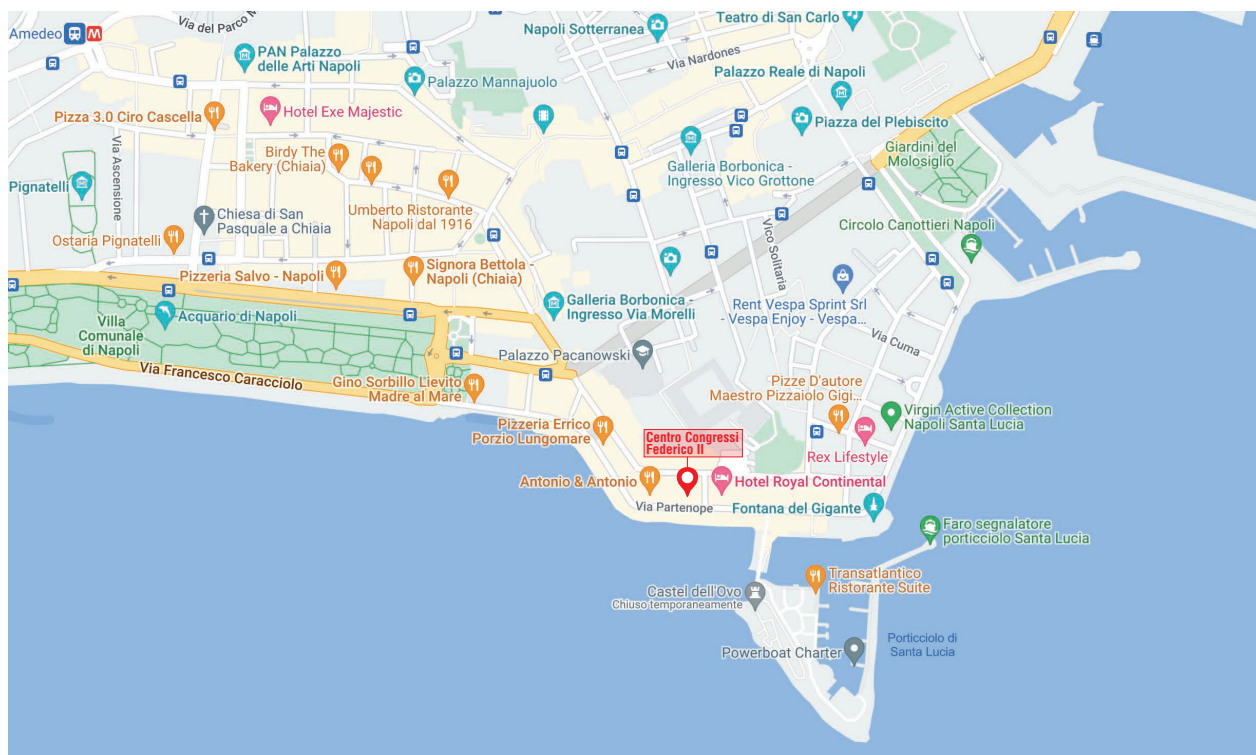 Via del Parco M
Napoli Sotterranea
Teatro di San Carlo
Amedeo
M
PAN Palazzo
delle Arti Napoli
Via Nardones
Palazzo Mannajuolo
Palazzo Reale di Napoli
Hotel Exe Majestic
Pizza 3.0 Ciro Cascella
Piazza del Plebiscito
Birdy The
Bakery (Chiaia)
Via Ascensione
Galleria Borbonica -
Ingresso Vico Grottone
Giardini del
Molosiglio
Pignatelli
Chiesa di San
Pasquale a Chiaia
Umberto Ristorante
Napoli dal 1916
Vico Solitaria
Circolo Canottieri Napoli
Ostaria Pignatelli
Pizzeria Salvo - Napoli
Signora Bettola -
Napoli (Chiaia)
Galleria Borbonica -
Ingresso Via Morelli
Rent Vespa Sprint Srl
- Vespa Enjoy - Vespa...
Acquario di Napoli
Villa
Comunale
di Napoli
Via Cuma
Palazzo Pacanowski
Via Francesco Caracciolo
Gino Sorbillo Lievito
Madre al Mare
Pizze D'autore
Maestro Pizzaiolo Gigi...
Virgin Active Collection
Napoli Santa Lucia
Pizzeria Errico
Porzio Lungomare
Centro Congressi
Federico II
Rex Lifestyle
Antonio & Antonio
Hotel Royal Continental
Via Partenope
Fontana del Gigante
Faro segnalatore
porticciolo Santa Lucia
Transatlantico
Ristorante Suite
Castel dell'Ovo
Chiuso temporaneamente
Powerboat Charter
Porticciolo di
Santa Lucia